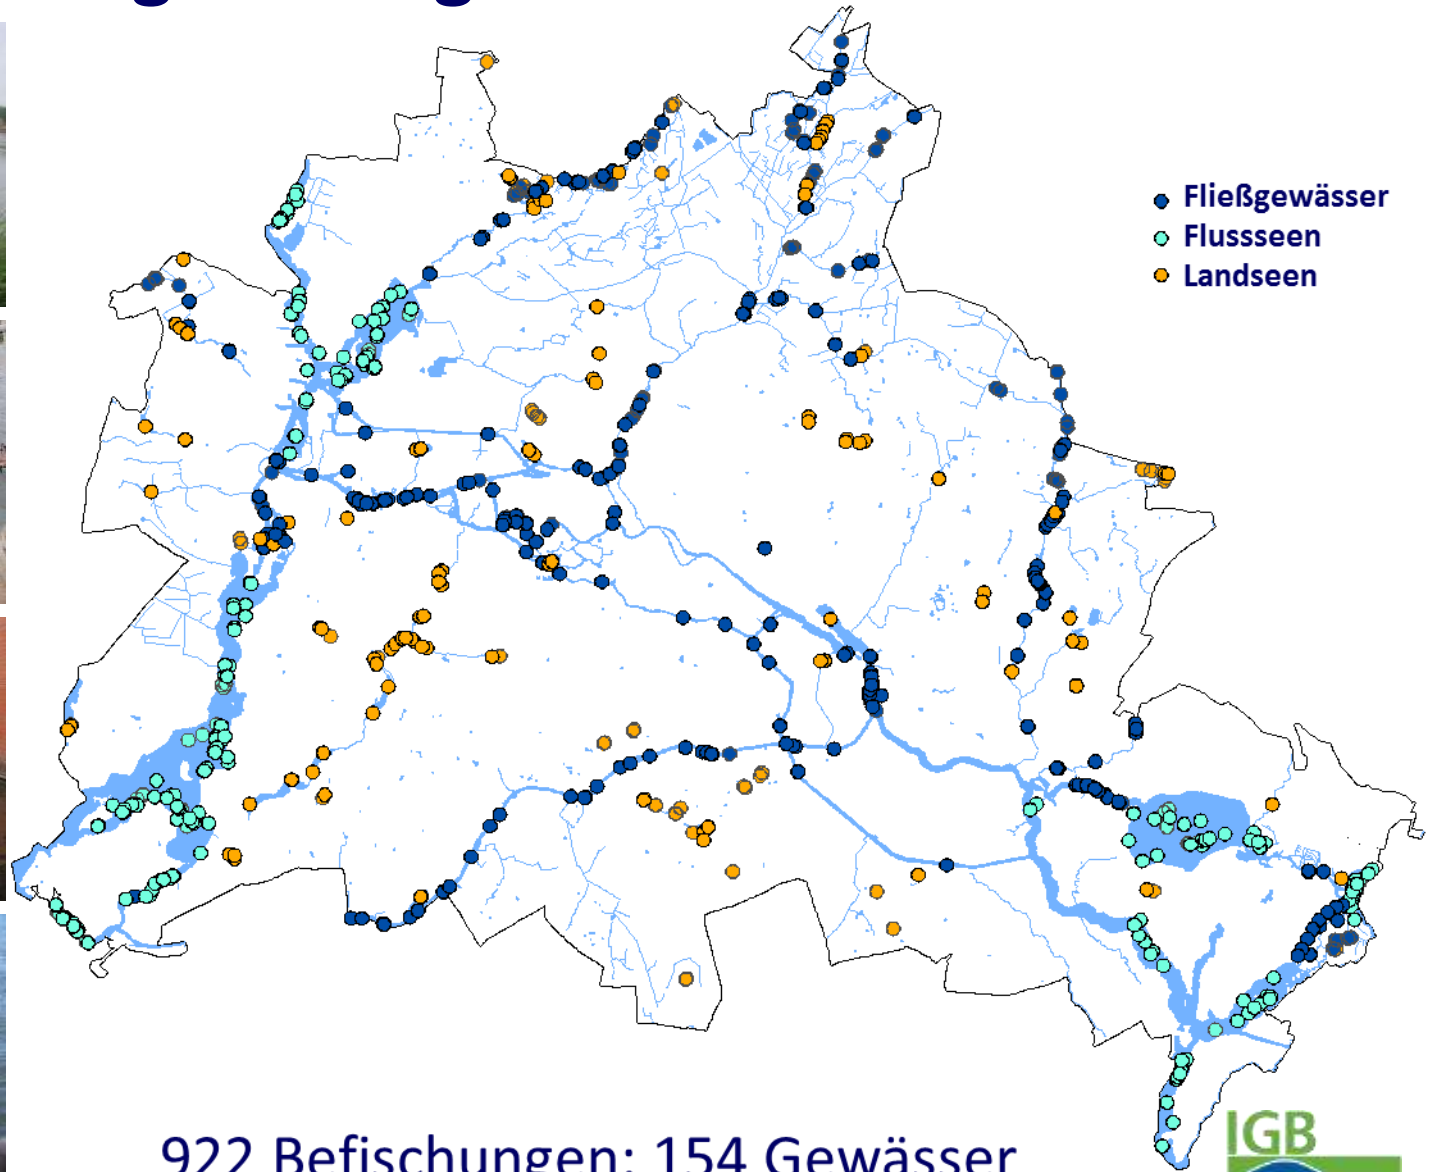 Fließgewässer
Flussseen
Landseen
922 Befischungen; 154 Gewässer
IGB